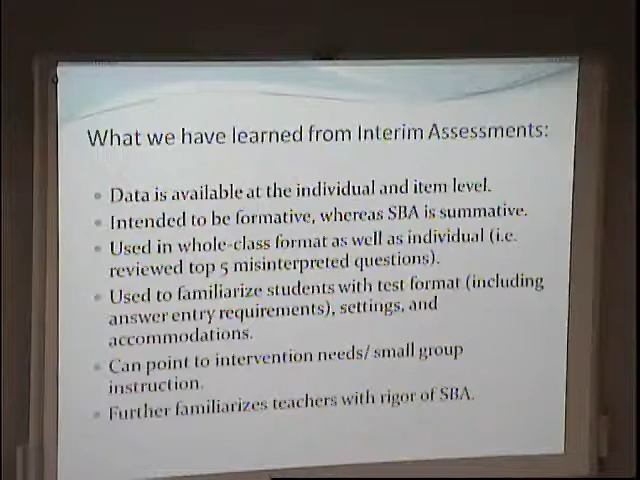 What we have learned from Interim Assessments:
• Data is available at the individual and item level.
• Intended to be formative, whereas SBA is summative.
• Used in whole-class format as well as individual (i.e.
reviewed top 5 misinterpreted questions).
• Used to familiarize students with test format (including
answer entry requirements), settings, and
accommodations.
• Can point to intervention needs/ small group
instruction.
• Further familiarizes teachers with rigor of SBA.